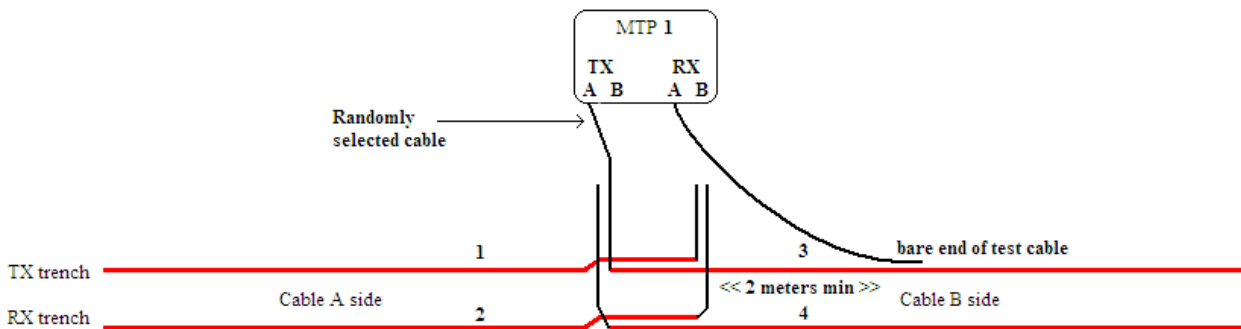 MTP 1
TX RX
A B A B
Randomly
selected cable
1
3
bare end of test cable
TX trench
<< 2 meters min >>
Cable A side
Cable B side
RX trench
2
4